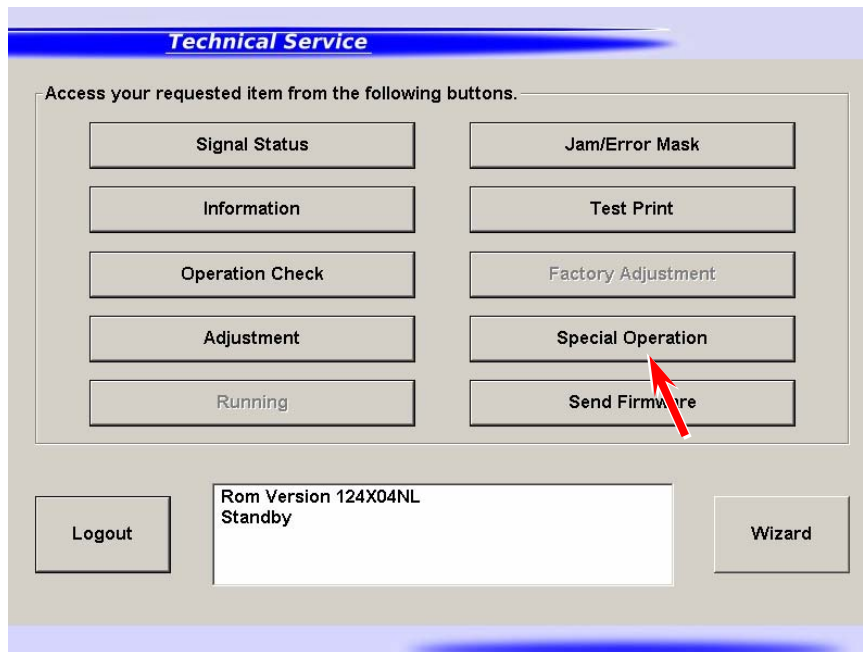 Technical Service
Access your requested item from the following buttons.
Signal Status
Jam/Error Mask
Information
Test Print
Operation Check
Factory Adjustment
Adjustment
Special Operation
Running
Send Firmware
Logout
Rom Version 124X04NL
Standby
Wizard